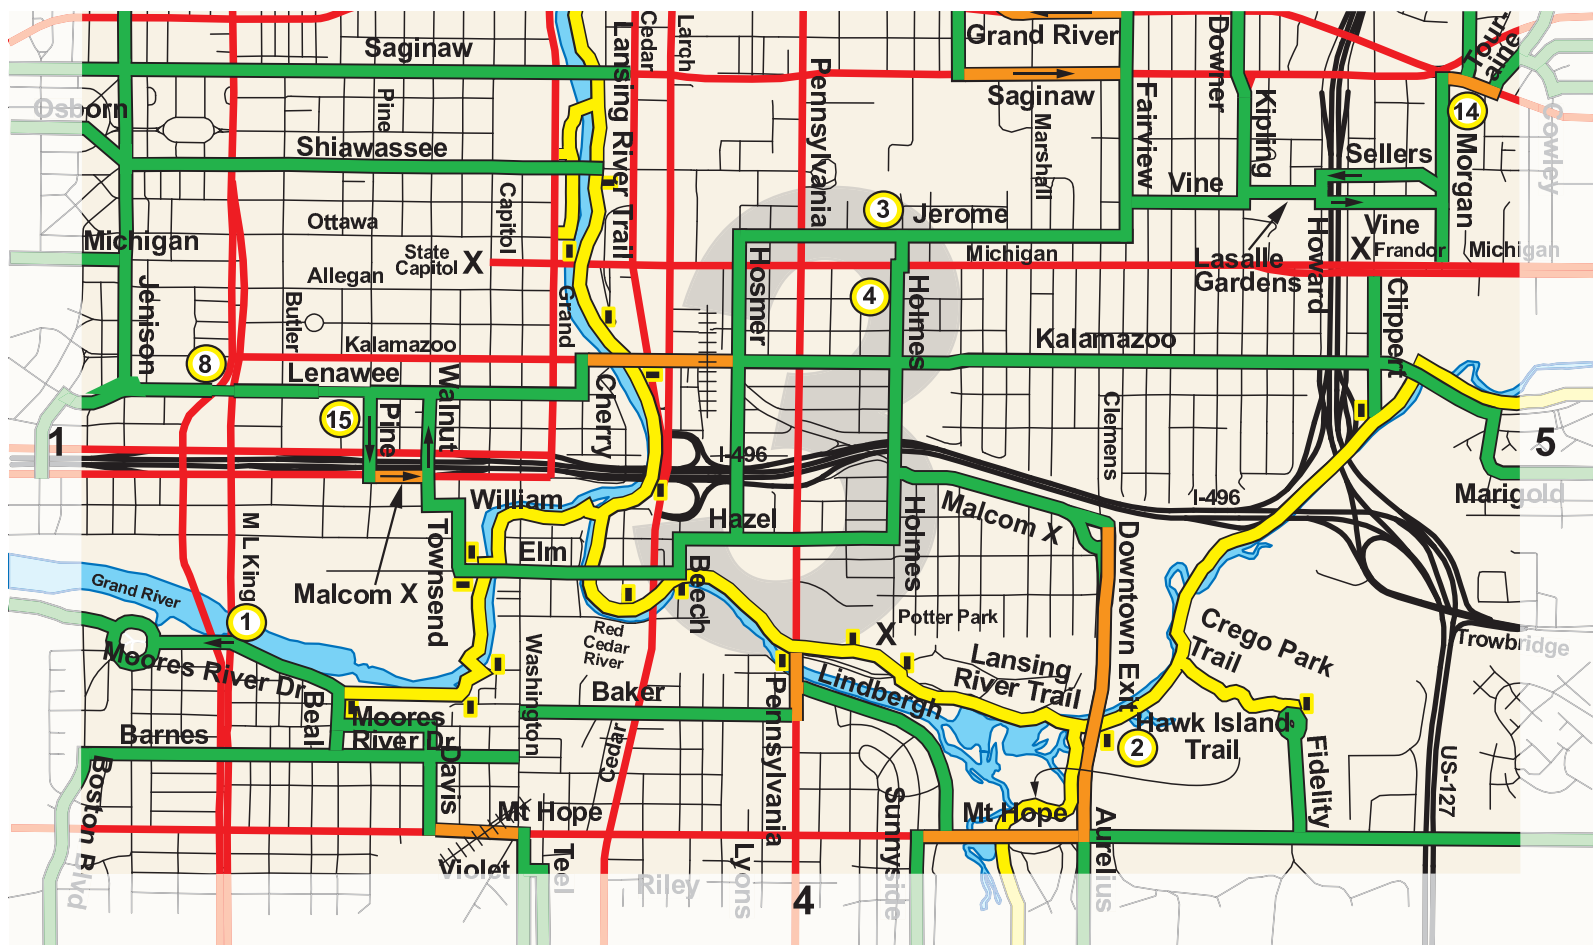 Saginaw
Pine
Osborn
Shiawassee
Ottawa
Capitol
Michigan
State
Capitol X
Allegan
Jenison
Butler
Grand
Kalamazoo
8
Lenawee
Walnut
Cherry
15
Pine
1
Lansing River Trail
Cedar
Larch
Pennsylvania
Grand River
Saginaw
Marshall
Fairview
Downer
Kipling
Tour-
aine
14
Cowley
Morgan
Sellers
Vine
Vine
X Frandor
Michigan
Howard
Lasalle
Gardens
3
Jerome
Michigan
Hosmer
4
Holmes
Kalamazoo
Clippert
Clemens
I-496
I-496
5
Marigold
William
Hazel
Holmes
Malcom X
M L King
Townsend
Elm
Malcom X
Beech
Downtown Exit
Grand River
1
Moores River Dr
Beal
Red
Cedar
River
Washington
Baker
Potter Park
X
Lansing
River Trail
Lindbergh
Crego Park
Trail
Trowbridge
Moores
River Dr
Barnes
Davis
Cedar
Pennsylvania
Hawk Island
Trail
2
Fidelity
US-127
Boston Blvd
Mt Hope
Mt Hope
Violet
Teel
Riley
Lyons
Sunnyside
Aurelius
3
4